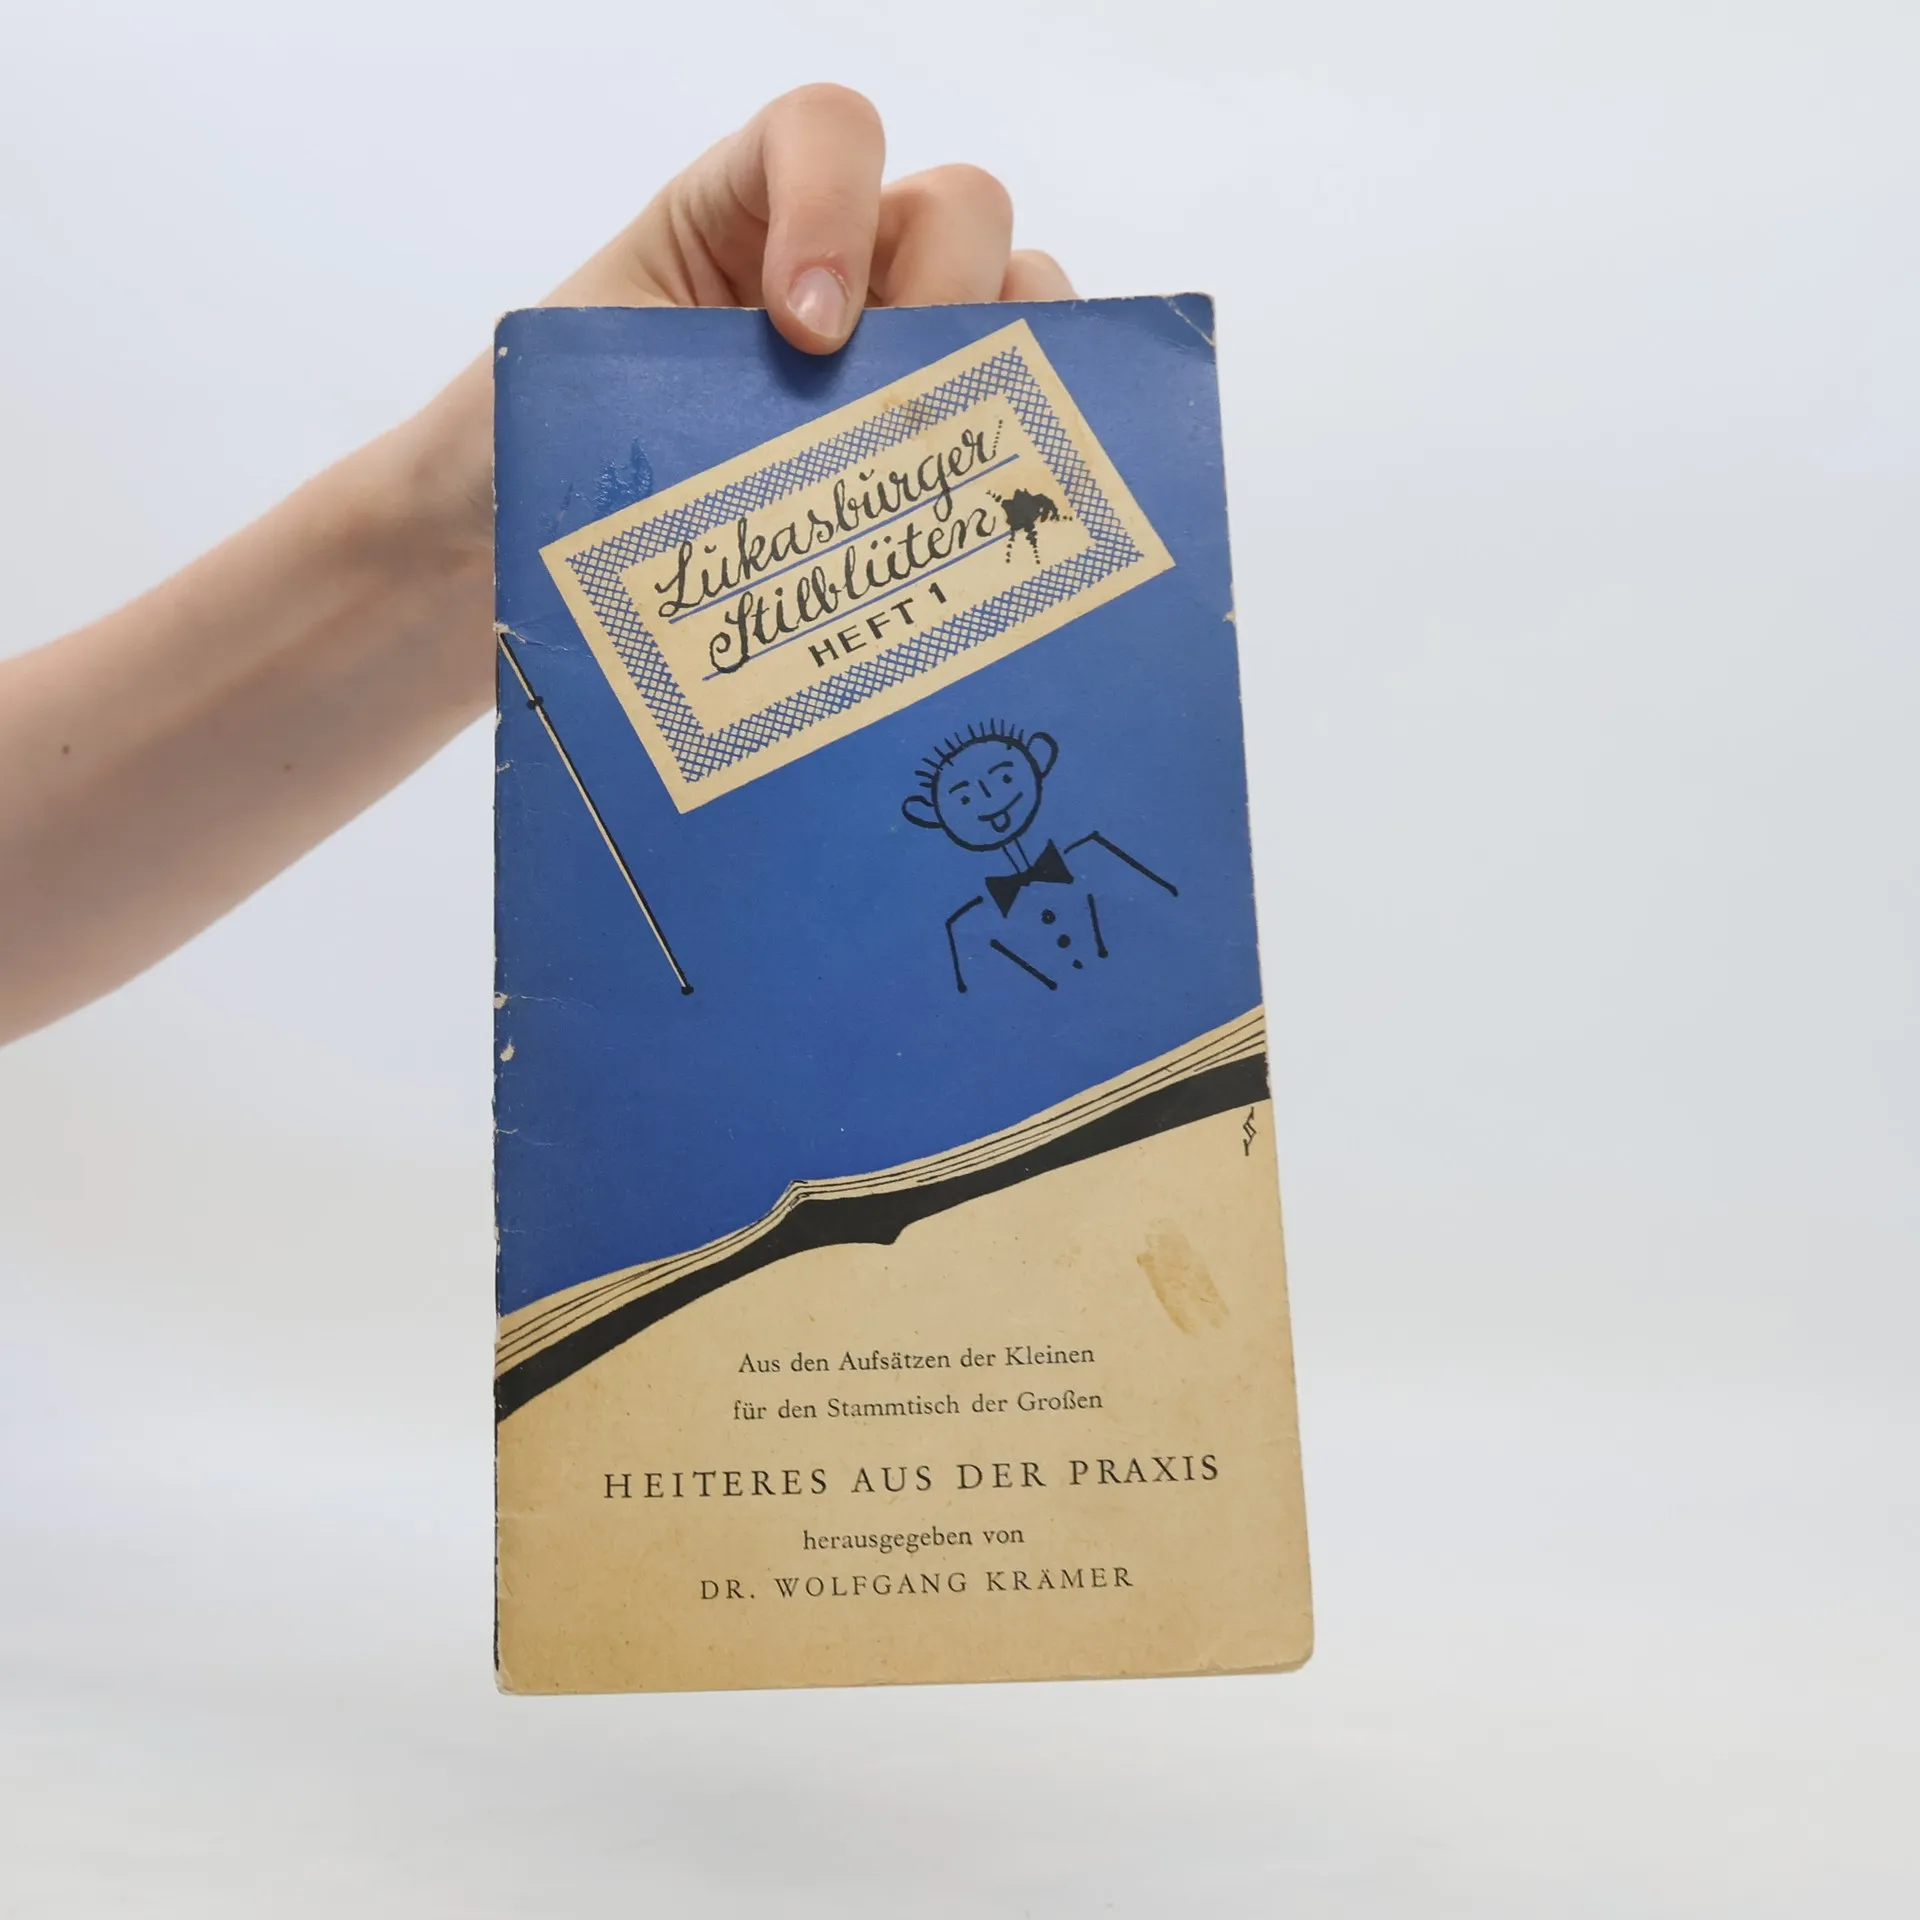 Lukasburger
Stilblüten
HEFT 1
Aus den Aufsätzen der Kleinen
für den Stammtisch der Großen
HEITERES AUS DER PRAXIS
herausgegeben von
DR. WOLFGANG KRÄMER